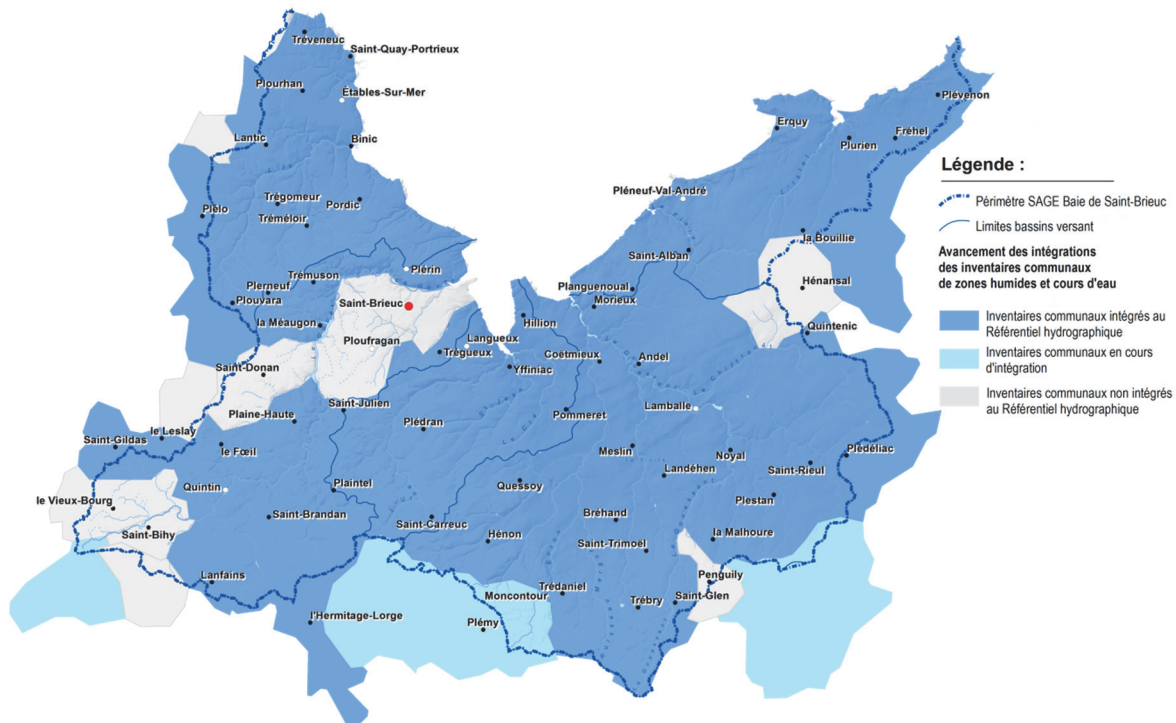 Tréveneuc
Saint-Quay-Portrieux
Plourhan
Étables-Sur-Mer
Plévenon
Erquy
Fréhel
Lantic
Binic
Plurien
Légende :
Pléneuf-Val-André
Trégomeur
Pordic
Périmètre SAGE Baie de Saint-Brieuc
Plélo
Tréméloir
Limites bassins versant
la Bouillie
Saint-Alban
Avancement des intégrations
des inventaires communaux
de zones humides et cours d'eau
Plérin
Trémuson
Hénansal
Plerneuf
Planguenoual
Plouvara
Saint-Brieuc
Morieux
la Méaugon
Hillion
Inventaires communaux intégrés au
Référentiel hydrographique
Quintenic
Ploufragan
Langueux
Trégueux
Coëtmieux
Andel
Inventaires communaux en cours
d'intégration
Yffiniac
Saint-Donan
Inventaires communaux non intégrés
au Référentiel hydrographique
Saint-Julien
Lamballe
Plaine-Haute
Pommeret
Plédran
le Leslay
Saint-Gildas
le Fœil
Meslin
Noyal
Plédéliac
Landéhen
Saint-Rieul
Quintin
Plaintel
Quessoy
le Vieux-Bourg
Plestan
Saint-Brandan
Saint-Carreuc
Bréhand
Saint-Bihy
Hénon
la Malhoure
Saint-Trimoël
Lanfains
Penguily
Trédaniel
Moncontour
Saint-Glen
Trébry
l'Hermitage-Lorge
Plémy